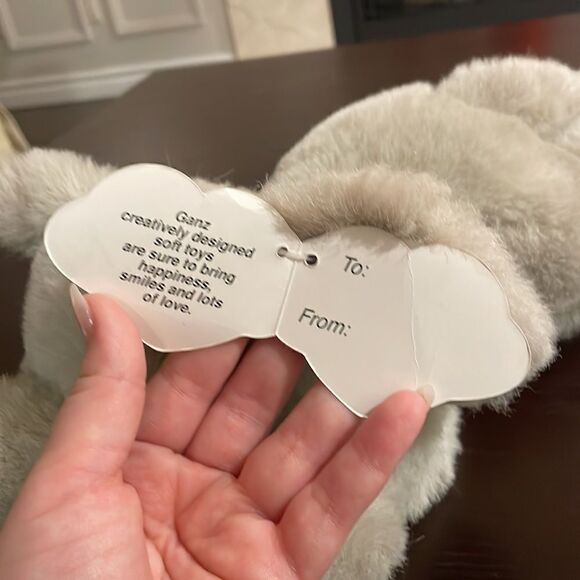 Ganz
creatively designed
soft toys
are sure to bring
happiness,
smiles and lots
of love.
To:
From: